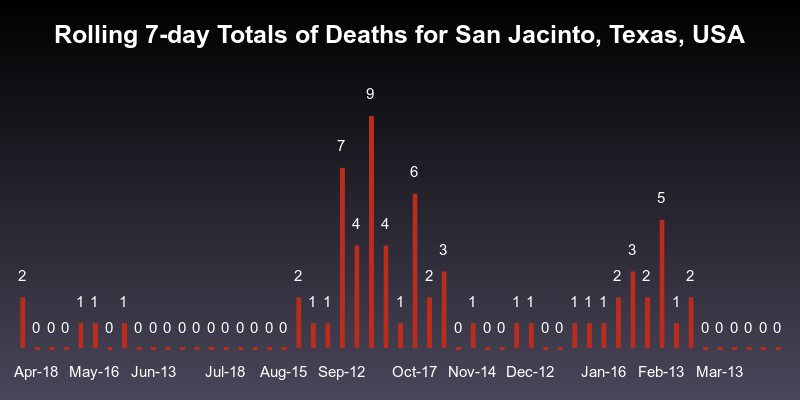 Rolling 7-day Totals of Deaths for San Jacinto, Texas, USA
9
7
6
5
4 4
3 3
2 2 2 2 2 2
1 1 1 1 1 1 1 1 1 1 1 1 1
0 0 0 0 0 0 0 0 0 0 0 0 0 0 0 0 0 0 0 0 0 0 0 0 0 0
Apr-18 May-16 Jun-13 Jul-18 Aug-15 Sep-12 Oct-17 Nov-14 Dec-12 Jan-16 Feb-13 Mar-13